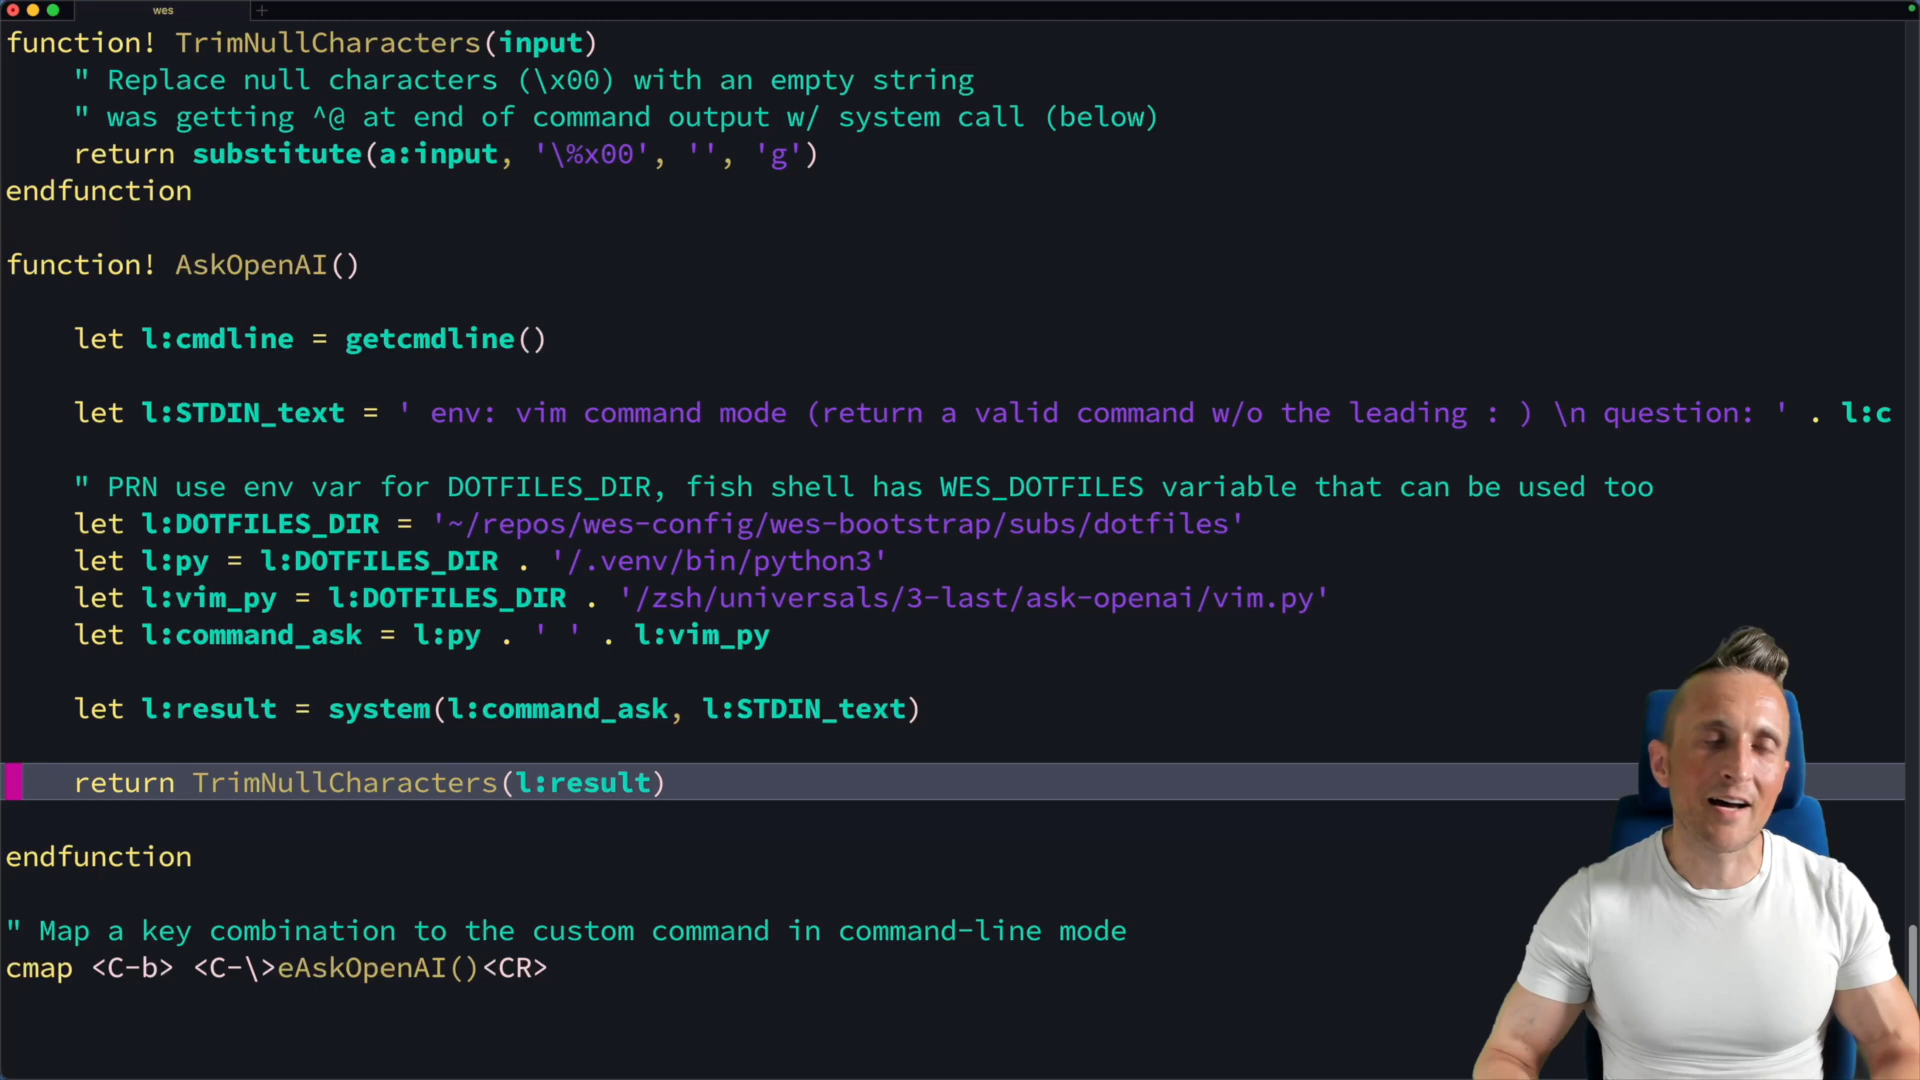 wes
function! TrimNullCharacters(input)
" Replace null characters (\x00) with an empty string
" was getting ^@ at end of command output w/ system call (below)
return substitute(a:input, '\%x00', '', 'g')
endfunction
function! AskOpenAI()
let l:cmdline = getcmdline()
let l:STDIN_text = ' env: vim command mode (return a valid command w/o the leading : ) \n question: ' . l:c
" PRN use env var for DOTFILES_DIR, fish shell has WES_DOTFILES variable that can be used too
let l:DOTFILES_DIR = '~/repos/wes-config/wes-bootstrap/subs/dotfiles'
let l:py = l:DOTFILES_DIR . '/.venv/bin/python3'
let l:vim_py = l:DOTFILES_DIR . '/zsh/universals/3-last/ask-openai/vim.py'
let l:command_ask = l:py . ' ' . l:vim_py
let l:result = system(l:command_ask, l:STDIN_text)
return TrimNullCharacters(l:result)
endfunction
" Map a key combination to the custom command in command-line mode
cmap <C-b> <C-\>eAskOpenAI()<CR>